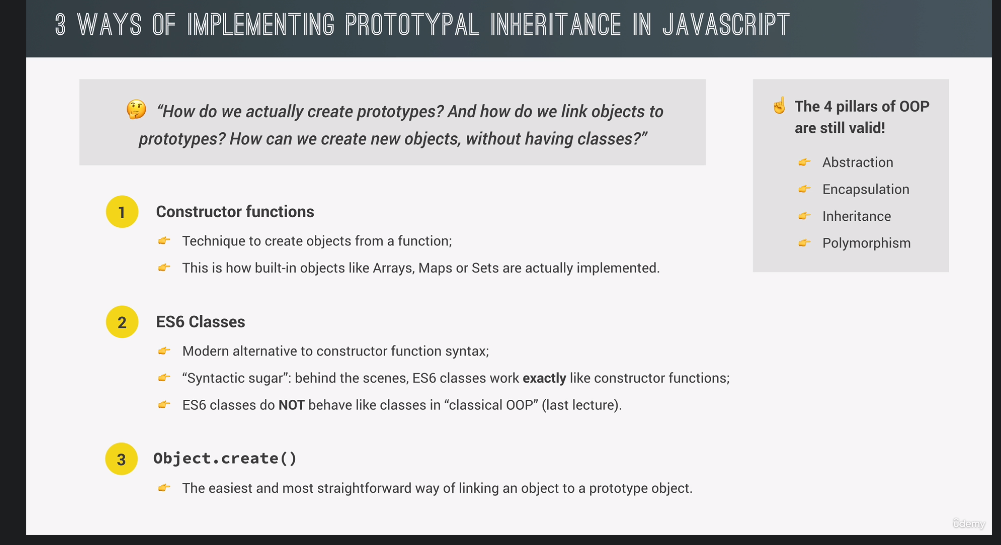 3 WAYS OF IMPLEMENTING PROTOTYPAL INHERITANCE IN JAVASCRIPT
“How do we actually create prototypes? And how do we link objects to
prototypes? How can we create new objects, without having classes?”
The 4 pillars of OOP
are still valid!
Abstraction
Encapsulation
Inheritance
Polymorphism
1 Constructor functions
Technique to create objects from a function;
This is how built-in objects like Arrays, Maps or Sets are actually implemented.
2 ES6 Classes
Modern alternative to constructor function syntax;
“Syntactic sugar”: behind the scenes, ES6 classes work exactly like constructor functions;
ES6 classes do NOT behave like classes in “classical OOP” (last lecture).
3 Object.create()
The easiest and most straightforward way of linking an object to a prototype object.
ûdemy